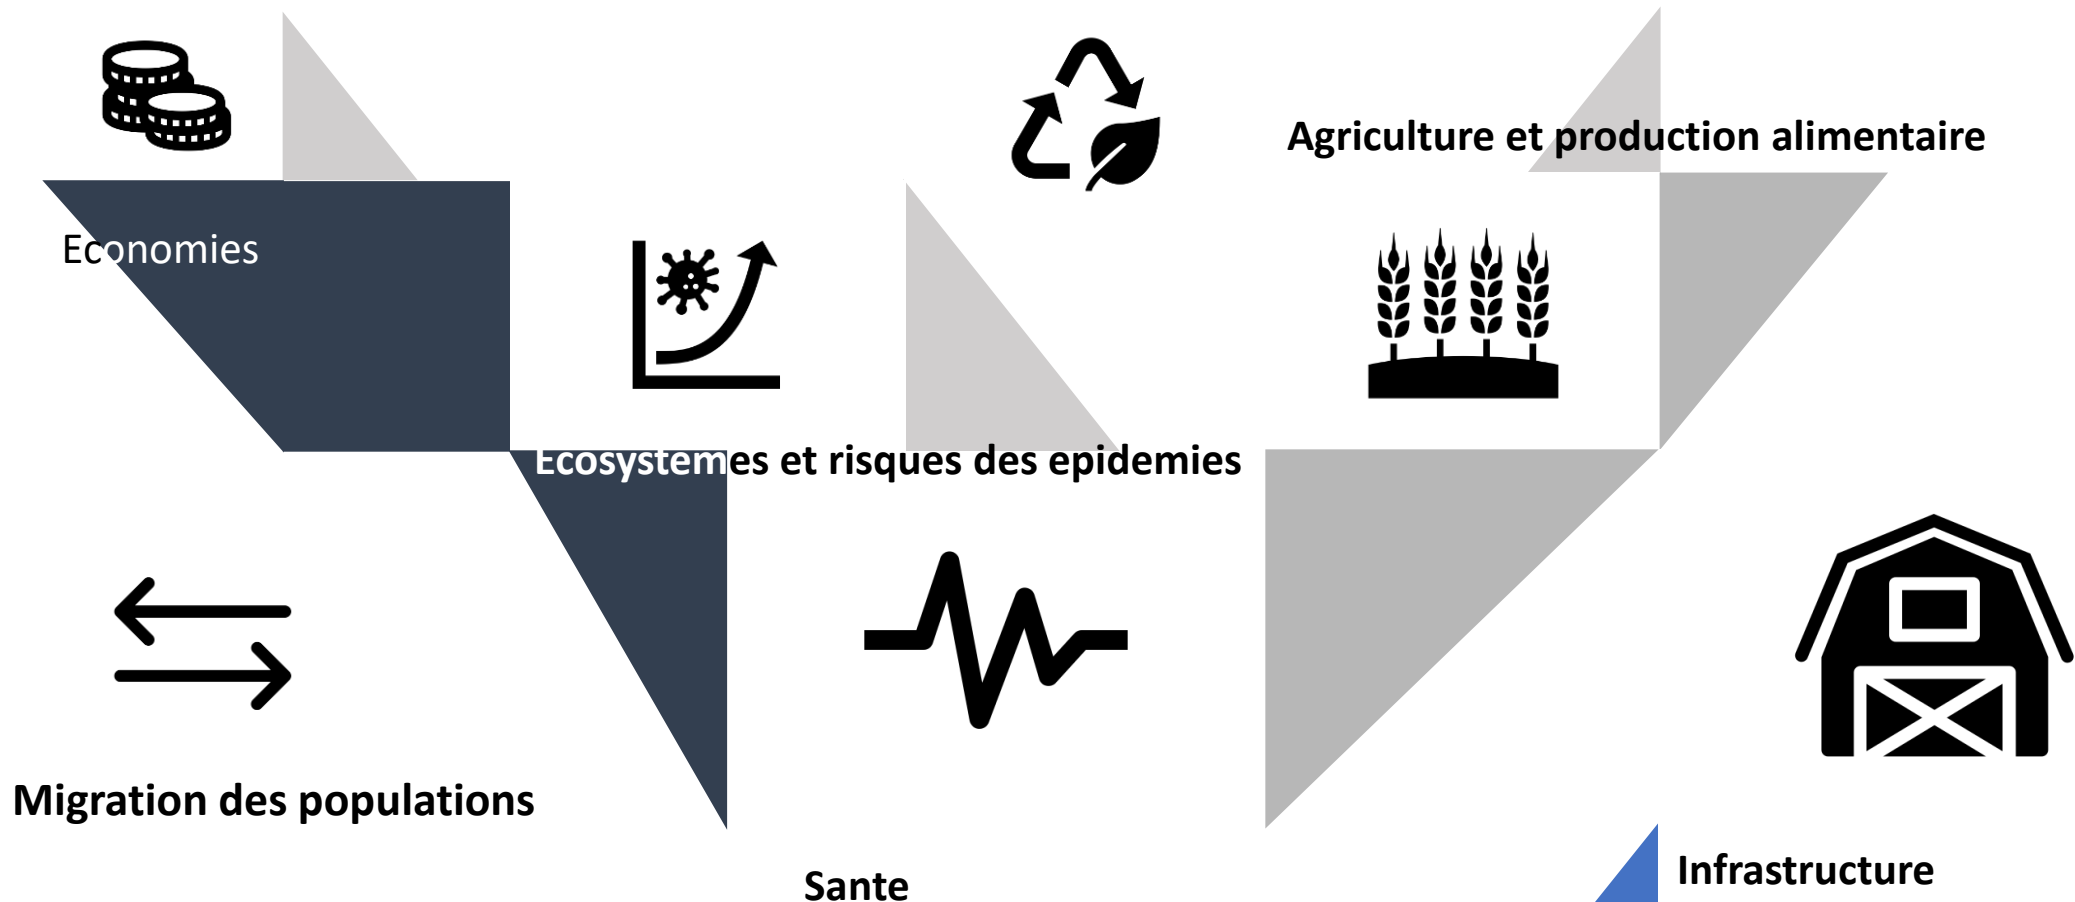 Agriculture et production alimentaire
Economies
Ecosystemes et risques des epidemies
Migration des populations
Sante
Infrastructure